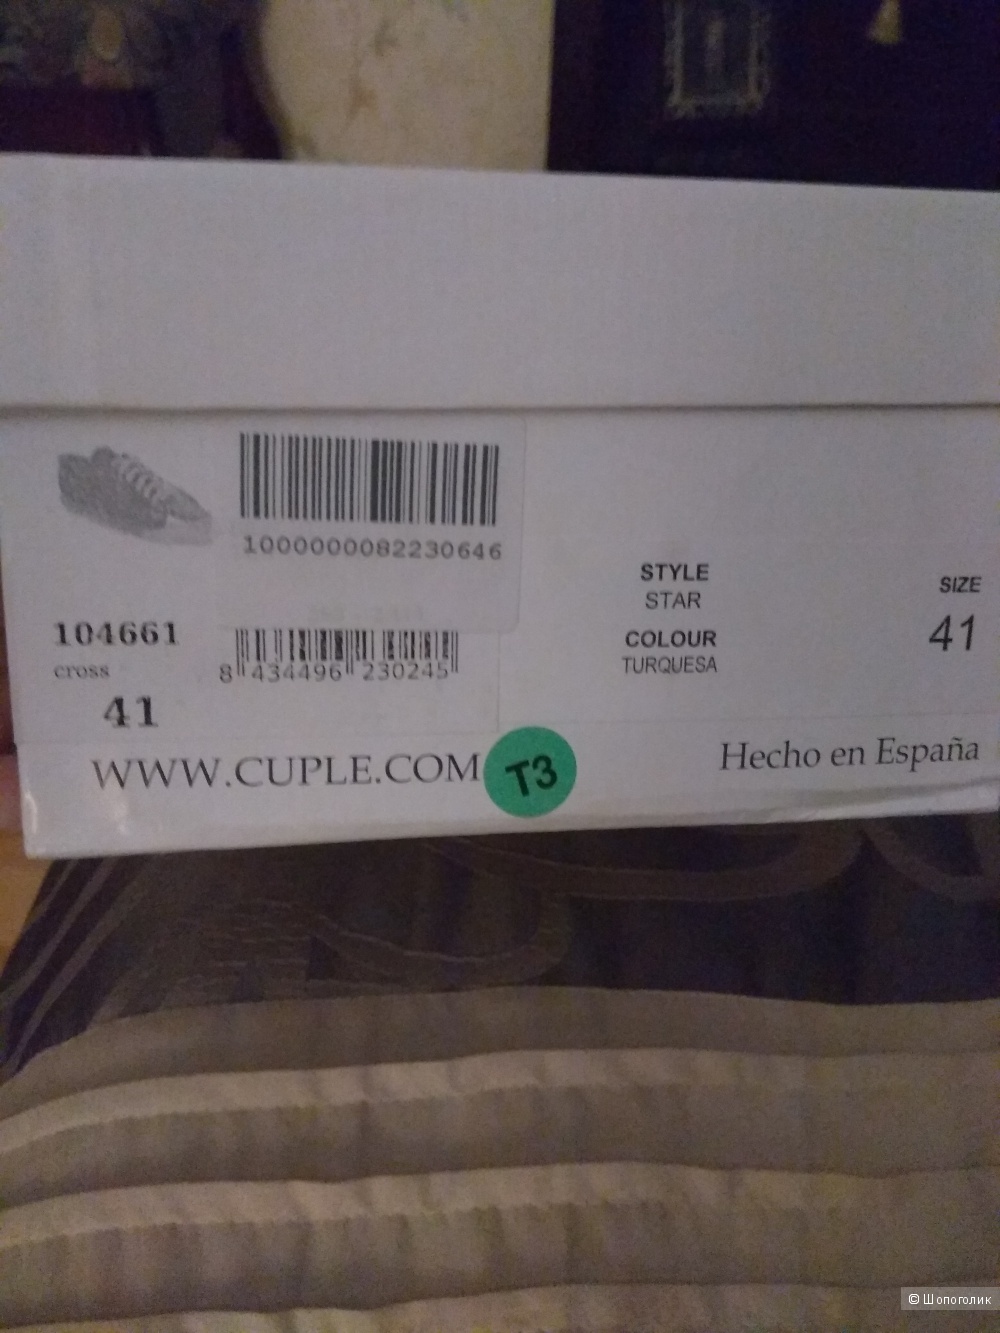 1000000082230646
104661
cross
41
8 434496 230245
STYLE
STAR
COLOUR
TURQUESA
SIZE
41
WWW.CUPLE.COM
T3
Hecho en España
© Шопоголик